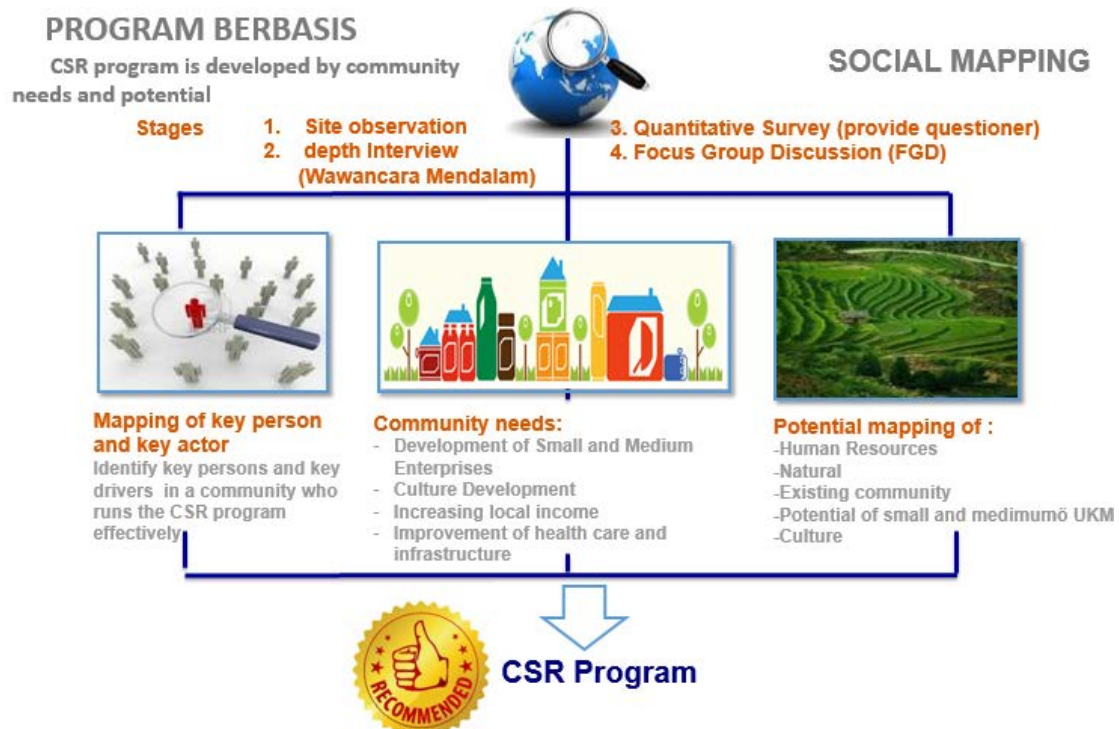 PROGRAM BERBASIS
CSR program is developed by community
needs and potential
SOCIAL MAPPING
Stages
1. Site observation
2. depth Interview
(Wawancara Mendalam)
3. Quantitative Survey (provide questioner)
4. Focus Group Discussion (FGD)
Mapping of key person
and key actor
Identify key persons and key
drivers in a community who
runs the CSR program
effectively
Community needs:
- Development of Small and Medium
Enterprises
- Culture Development
- Increasing local income
- Improvement of health care and
infrastructure
Potential mapping of :
-Human Resources
-Natural
-Existing community
-Potential of small and medimumö UKM
-Culture
RECOMMENDED
CSR Program